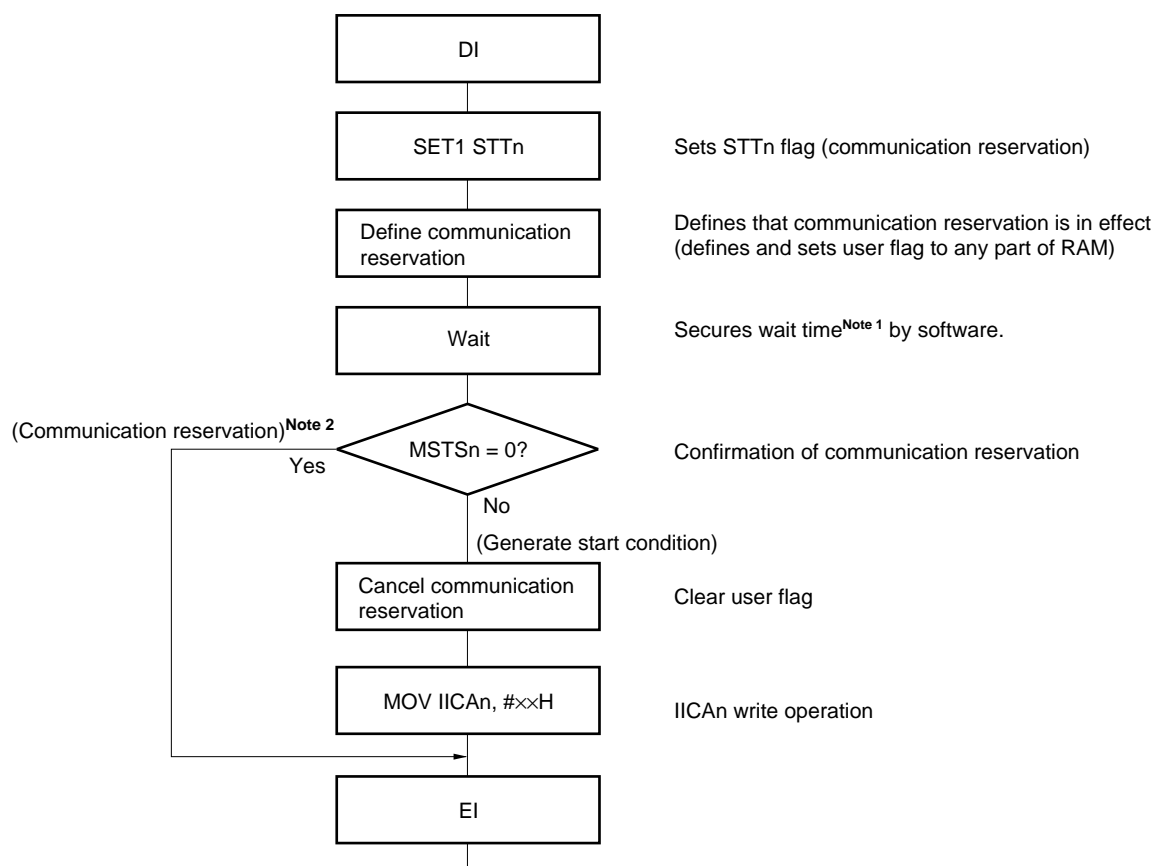 DI
SET1 STTn
Sets STTn flag (communication reservation)
Define communication
reservation
Defines that communication reservation is in effect
(defines and sets user flag to any part of RAM)
Wait
Secures wait timeNote 1 by software.
(Communication reservation)Note 2
Yes
MSTSn = 0?
Confirmation of communication reservation
No
(Generate start condition)
Cancel communication
reservation
Clear user flag
MOV IICAn, #××H
IICAn write operation
EI